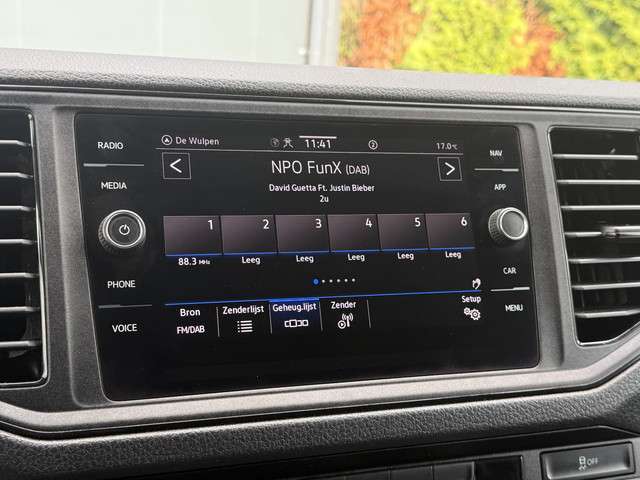 RADIO
De Wulpen 11:41 2 17.0°C
NAV
NPO FunX (DAB)
MEDIA
APP
David Guetta Ft. Justin Bieber
2u
1 2 3 4 5 6
88.3 MHz Leeg Leeg Leeg Leeg Leeg
PHONE
CAR
Bron Zenderlijst Geheug.lijst Zender Setup
FM/DAB
VOICE
MENU
OFF